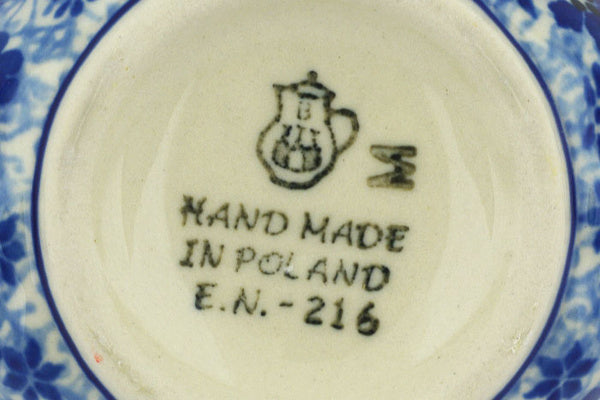 B
M
HAND MADE
IN POLAND
E.N.-216